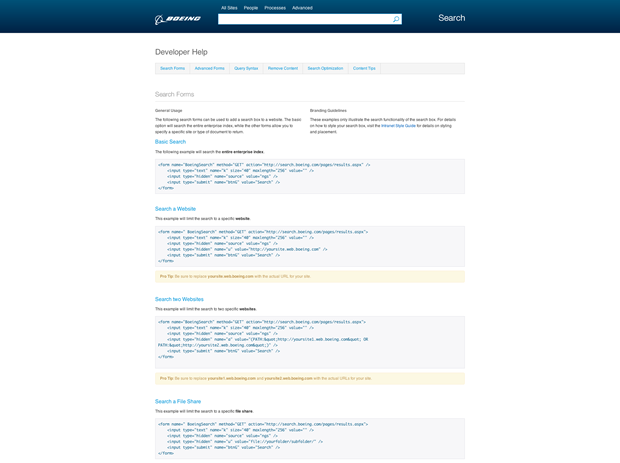 All Sites People Processes Advanced
BOEING
Search
Developer Help
Search Forms Advanced Forms Query Syntax Remove Content Search Optimization Content Tips
Search Forms
General Usage
The following search forms can be used to add a search box to a website. The basic
option will search the entire enterprise index, while the other forms allow you to
specify a specific site or type of document to return.
Branding Guidelines
These examples only illustrate the search functionality of the search box. For details
on how to style your search box, visit the Intranet Style Guide for details on styling
and placement.
Basic Search
The following example will search the entire enterprise index.
<form name="BoeingSearch" method="GET" action="http://search.boeing.com/pages/results.aspx" />
<input type="text" name="k" size="40" maxlength="256" value="" />
<input type="hidden" name="source" value="ngs" />
<input type="submit" name="btnG" value="Search" />
</form>
Search a Website
This example will limit the search to a specific website.
<form name=" BoeingSearch" method="GET" action="http://search.boeing.com/pages/results.aspx">
<input type="text" name="k" size="40" maxlength="256" value="" />
<input type="hidden" name="source" value="ngs" />
<input type="hidden" name="u" value="http://yoursite.web.boeing.com" />
<input type="submit" name="btnG" value="Search" />
</form>
Pro Tip: Be sure to replace yoursite.web.boeing.com with the actual URL for your site.
Search two Websites
This example will limit the search to two specific websites.
<form name="BoeingSearch" method="GET" action="http://search.boeing.com/pages/results.aspx">
<input type="text" name="k" size="40" maxlength="256" value="" />
<input type="hidden" name="source" value="ngs" />
<input type="hidden" name="a" value="(PATH:&quot;http://yoursite1.web.boeing.com&quot; OR
PATH:&quot;http://yoursite2.web.boeing.com&quot;)" />
<input type="submit" name="btnG" value="Search" />
</form>
Pro Tip: Be sure to replace yoursite1.web.boeing.com and yoursite2.web.boeing.com with the actual URLs for your site.
Search a File Share
This example will limit the search to a specific file share.
<form name=" BoeingSearch" method="GET" action="http://search.boeing.com/pages/results.aspx">
<input type="text" name="k" size="40" maxlength="256" value="" />
<input type="hidden" name="source" value="ngs" />
<input type="hidden" name="u" value="file://yourfolder/subfolder/" />
<input type="submit" name="btnG" value="Search" />
</form>